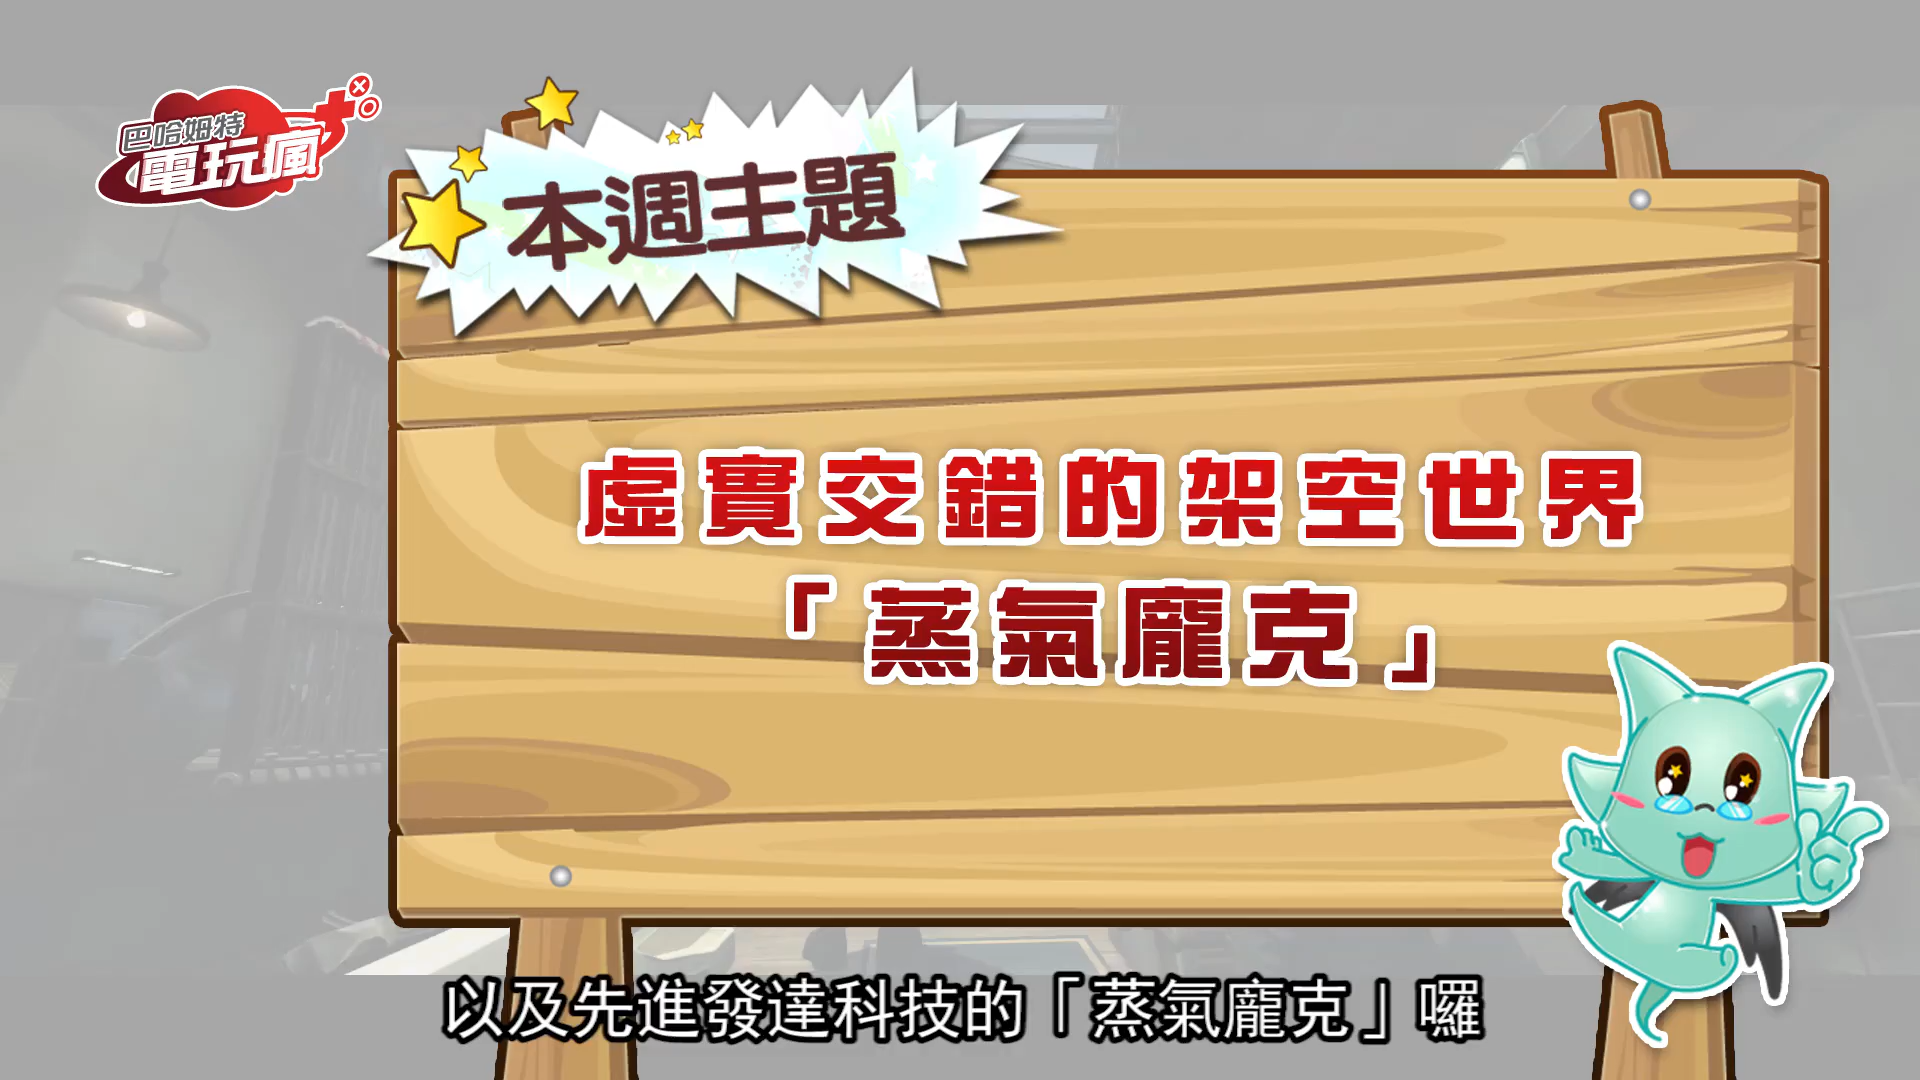 巴哈姆特
電玩瘋
本週主題
虛實交錯的架空世界
「蒸氣龐克」
以及先進發達科技的「蒸氣龐克」囉